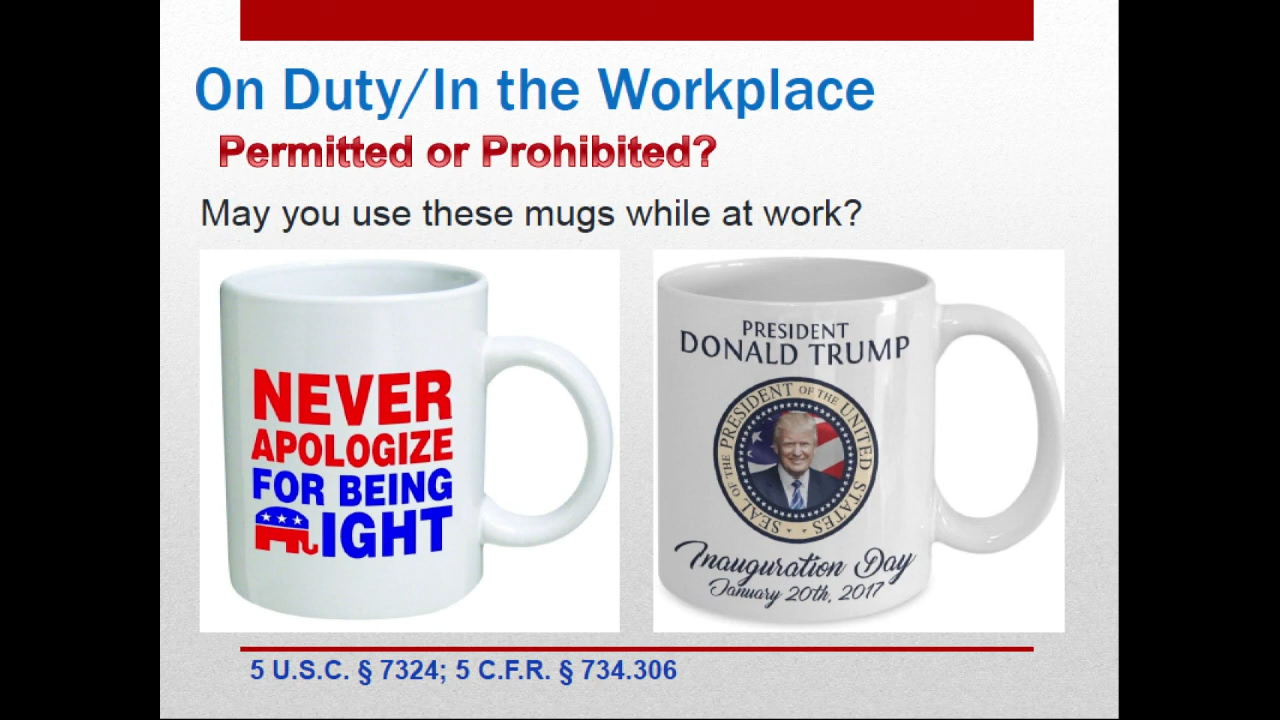 On Duty/In the Workplace
Permitted or Prohibited?
May you use these mugs while at work?
NEVER
APOLOGIZE
FOR BEING
IGHT
PRESIDENT
DONALD TRUMP
SEAL OF THE PRESIDENT OF THE UNITED STATES
Inauguration Day
January 20th, 2017
5 U.S.C. § 7324; 5 C.F.R. § 734.306